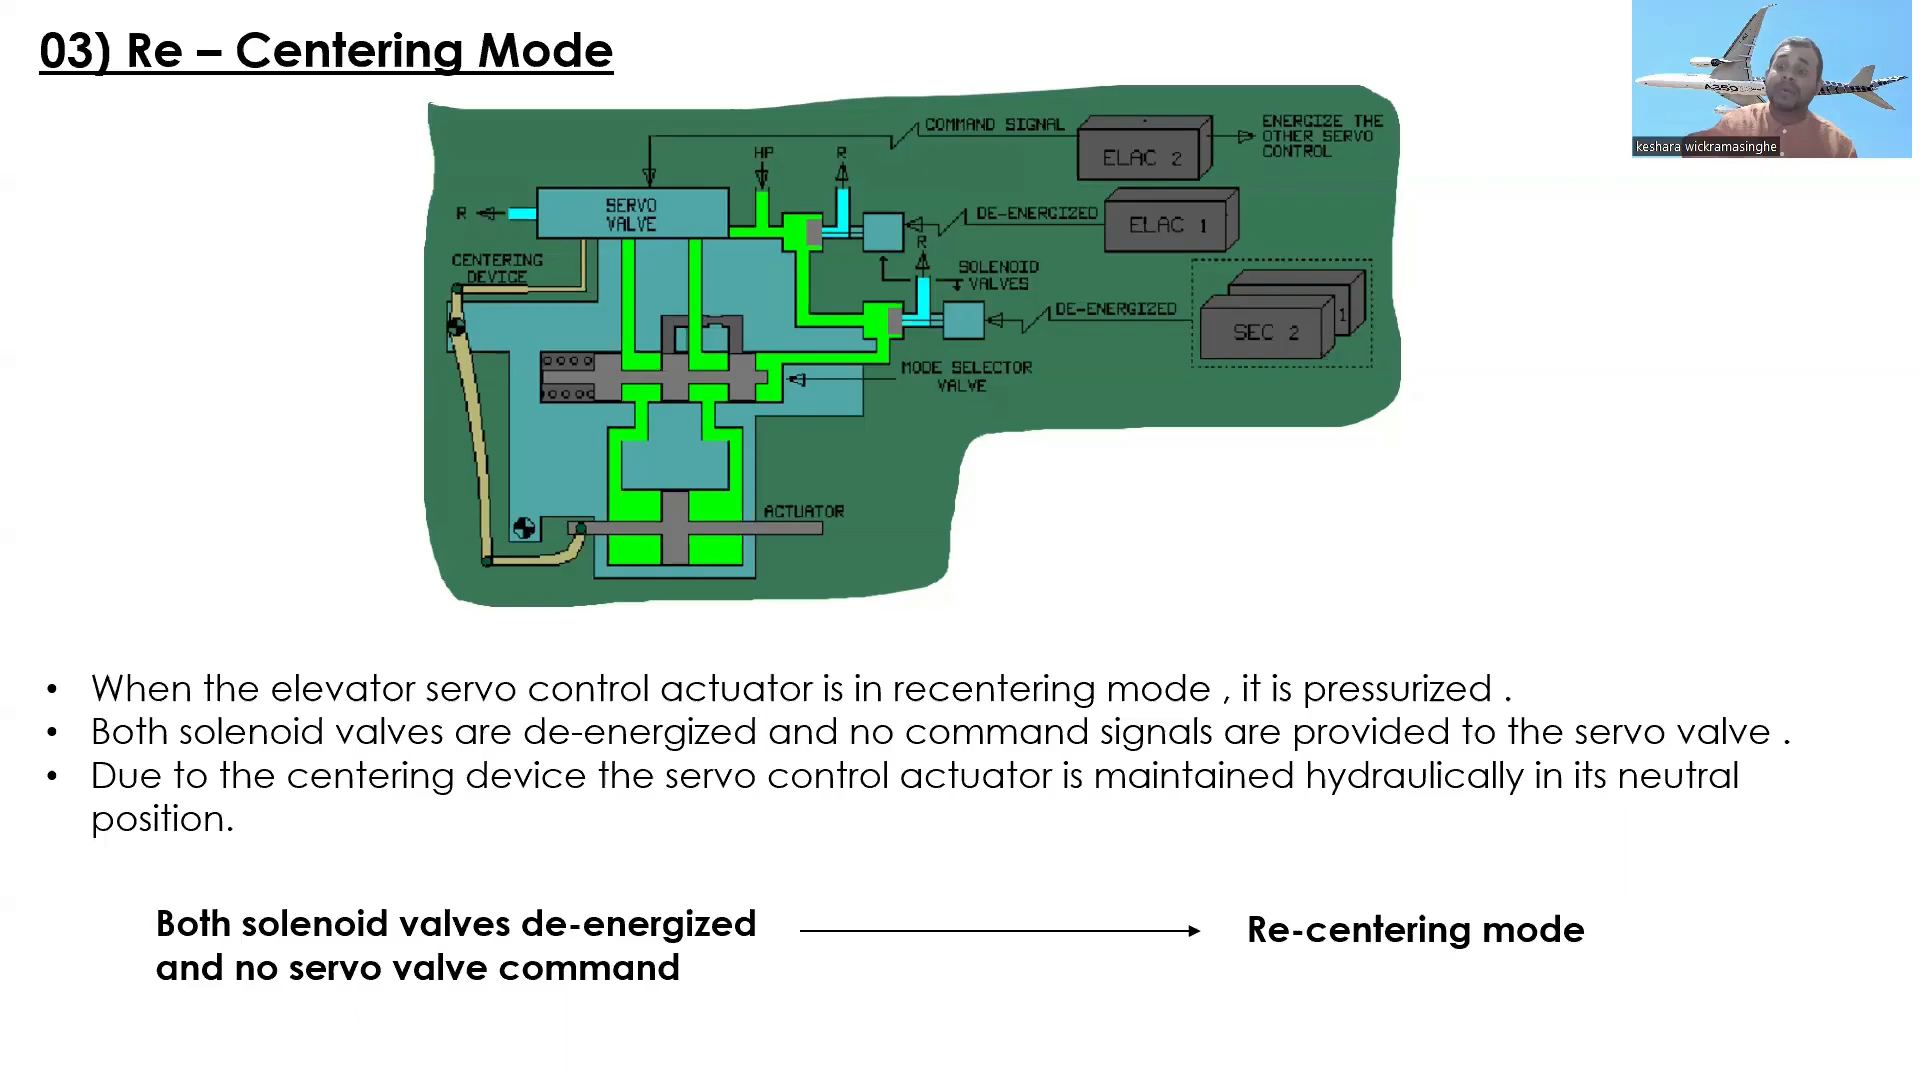 03) Re – Centering Mode
A350
keshara wickramasinghe
COMMAND SIGNAL
ELAC 2
ENERGIZE THE
OTHER SERVO
CONTROL
HP
R
R
SERVO
VALVE
DE-ENERGIZED
ELAC 1
R
CENTERING
DEVICE
SOLENOID
VALVES
DE-ENERGIZED
SEC 2
1
MODE SELECTOR
VALVE
ACTUATOR
• When the elevator servo control actuator is in recentering mode , it is pressurized .
• Both solenoid valves are de-energized and no command signals are provided to the servo valve .
• Due to the centering device the servo control actuator is maintained hydraulically in its neutral
position.
Both solenoid valves de-energized
and no servo valve command
Re-centering mode